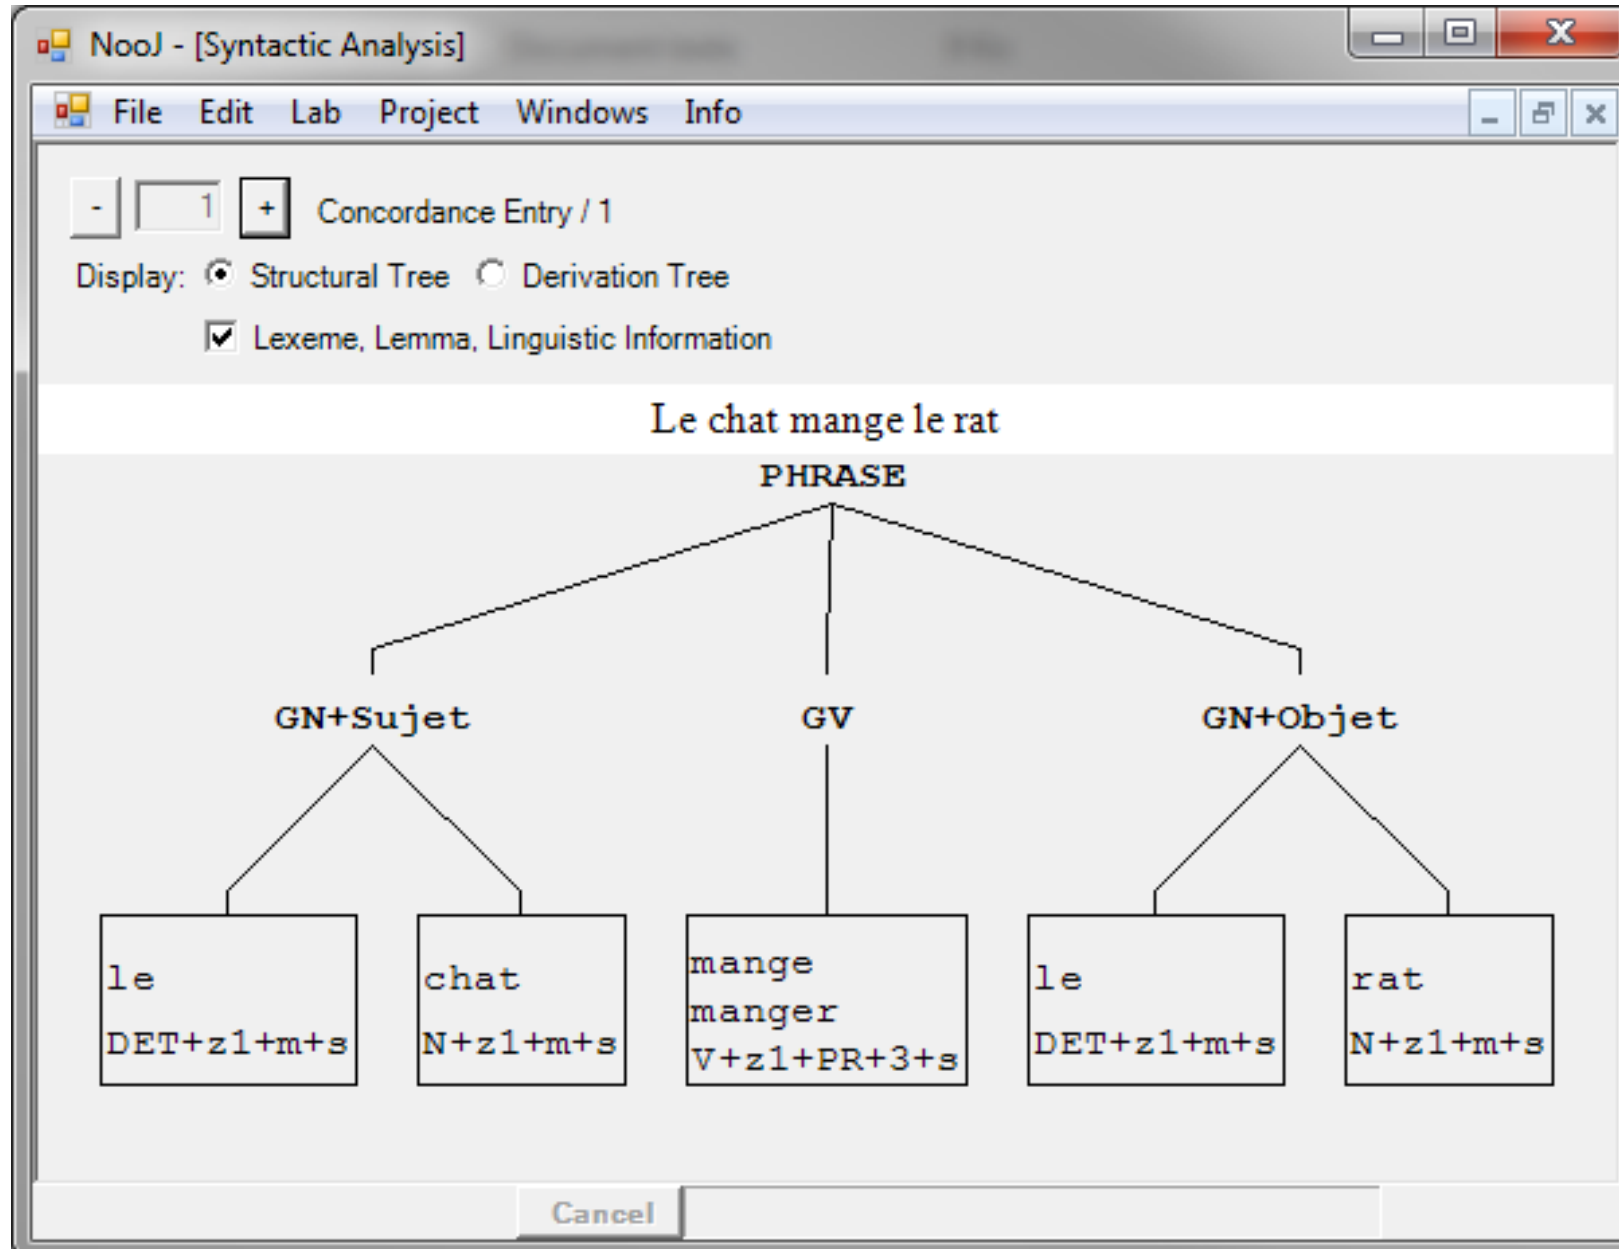 NooJ - [Syntactic Analysis]
File Edit Lab Project Windows Info
- 1 + Concordance Entry / 1
Display: Structural Tree Derivation Tree
Lexeme, Lemma, Linguistic Information
Le chat mange le rat
PHRASE
GN+Sujet GV GN+Objet
le
DET+z1+m+s
chat
N+z1+m+s
mange
manger
V+z1+PR+3+s
le
DET+z1+m+s
rat
N+z1+m+s
Cancel